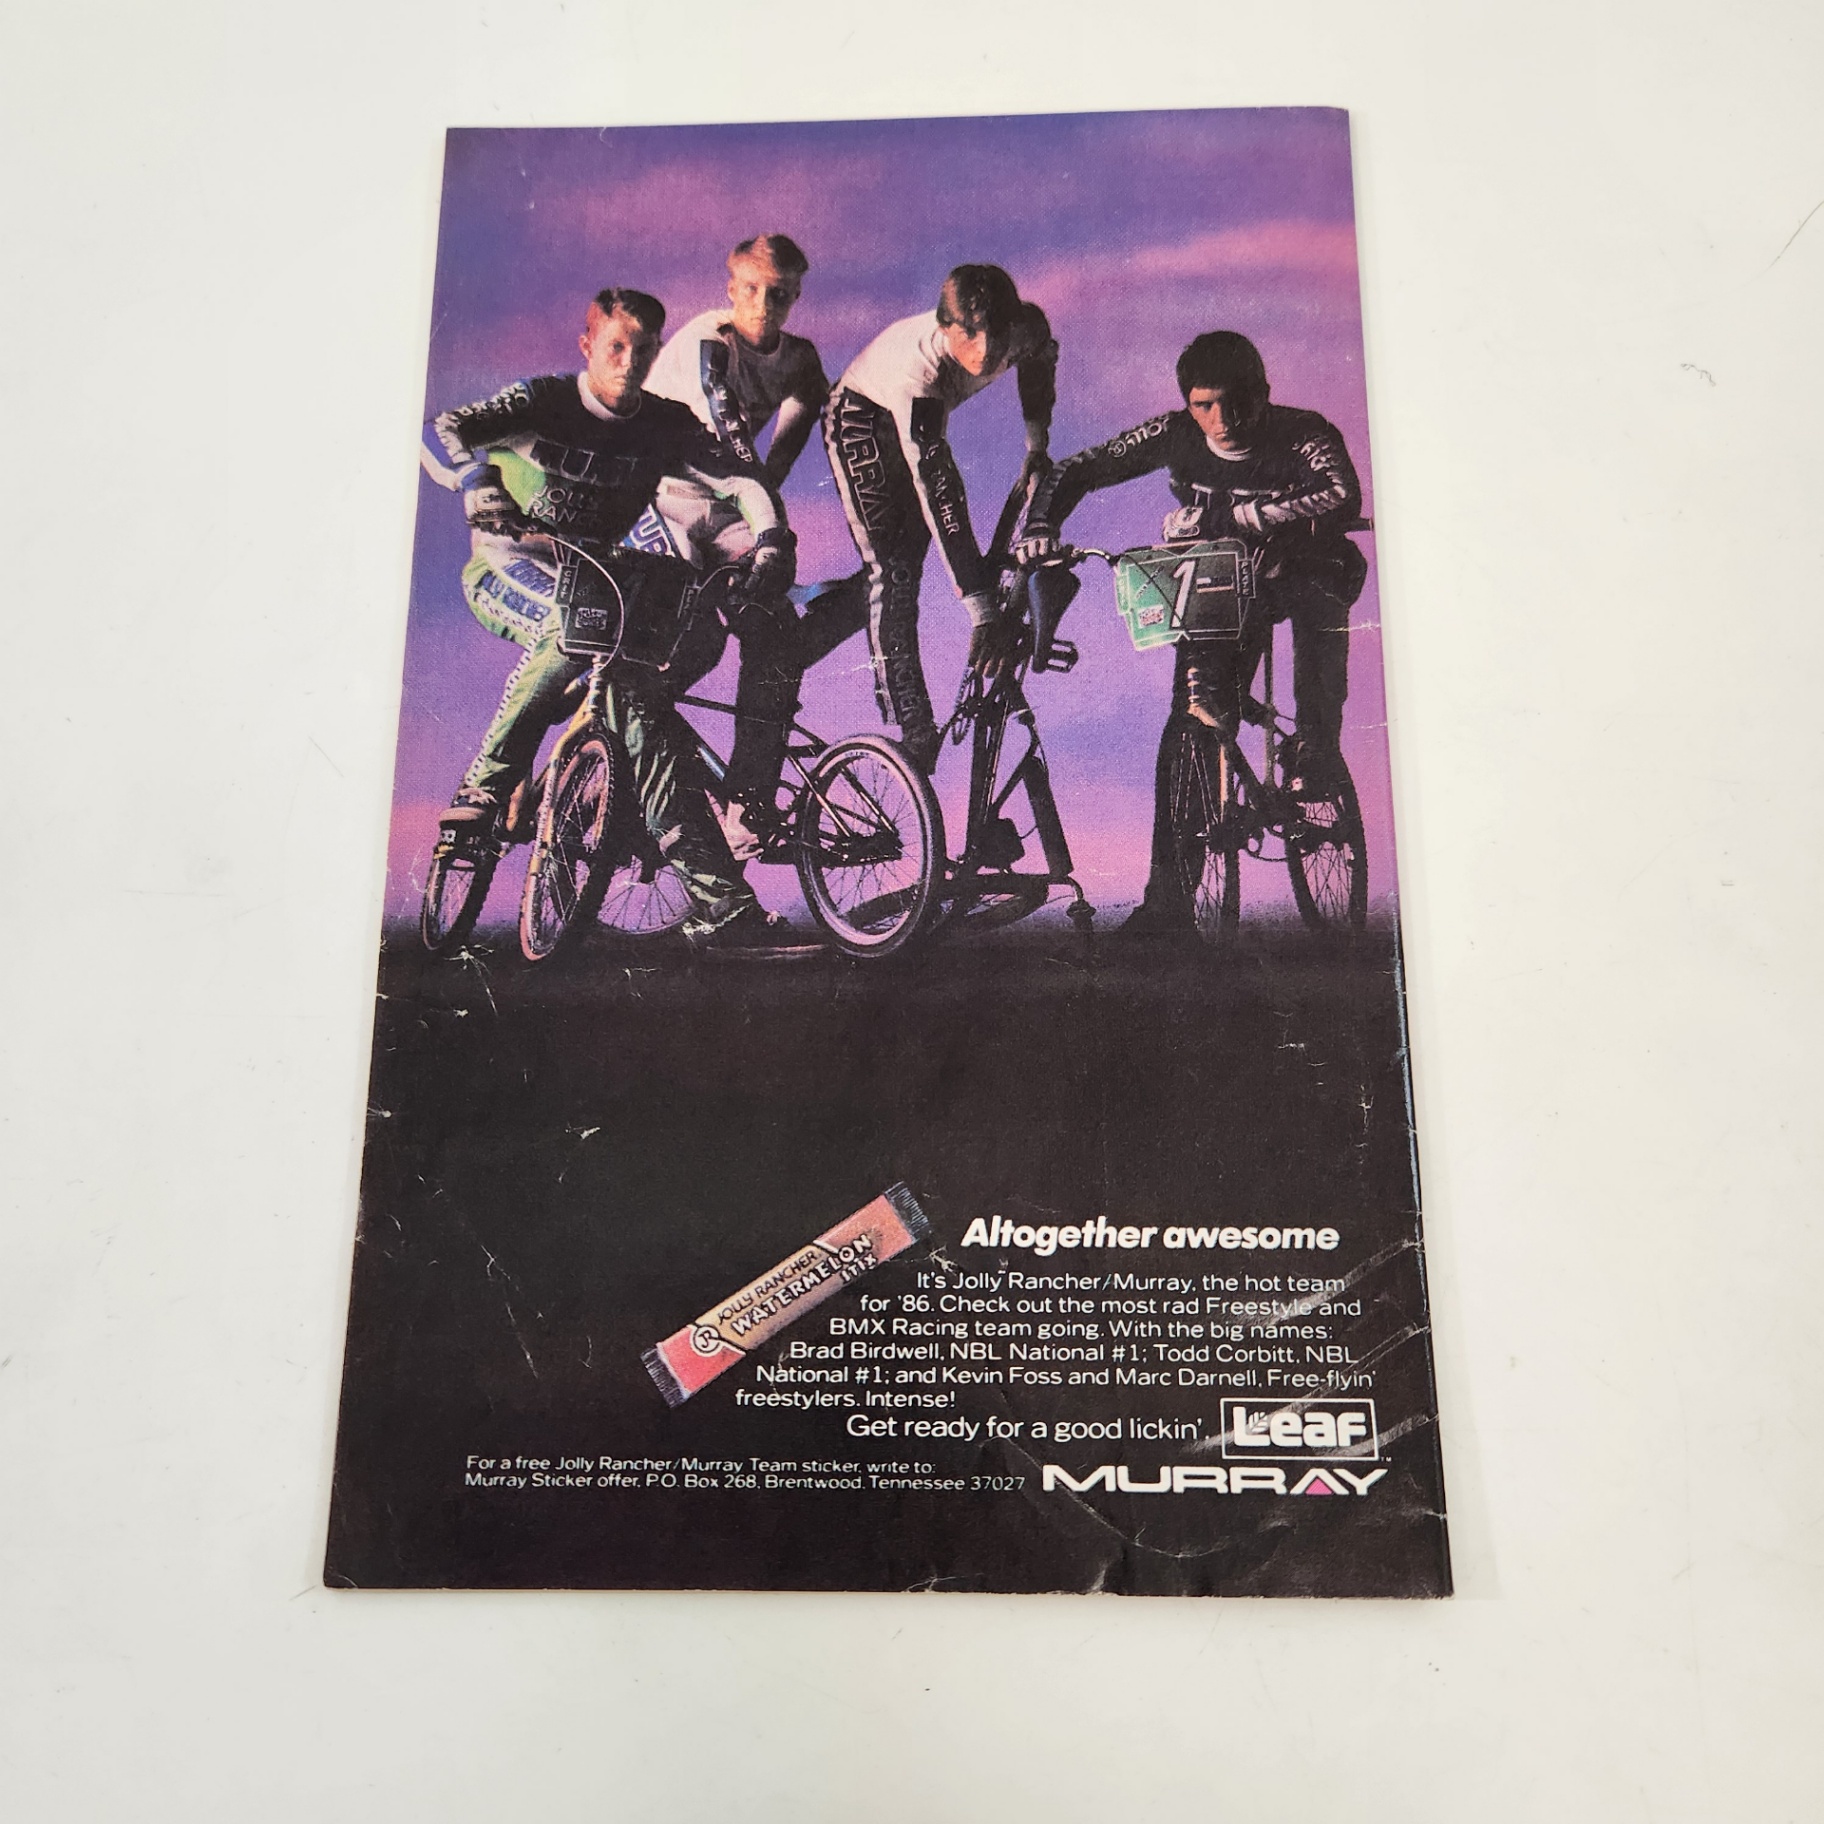 JOLLY
RANCHER
MURRAY
JOLLY RANCHER
1
JOLLY RANCHER
WATERMELON
STIX
JR
Altogether awesome
It's Jolly Rancher/Murray, the hot team
for '86. Check out the most rad Freestyle and
BMX Racing team going. With the big names:
Brad Birdwell, NBL National #1; Todd Corbitt, NBL
National #1; and Kevin Foss and Marc Darnell, Free-flyin'
freestylers. Intense!
Get ready for a good lickin'.
Leaf
For a free Jolly Rancher/Murray Team sticker, write to:
Murray Sticker offer, P.O. Box 268, Brentwood, Tennessee 37027
MURRAY